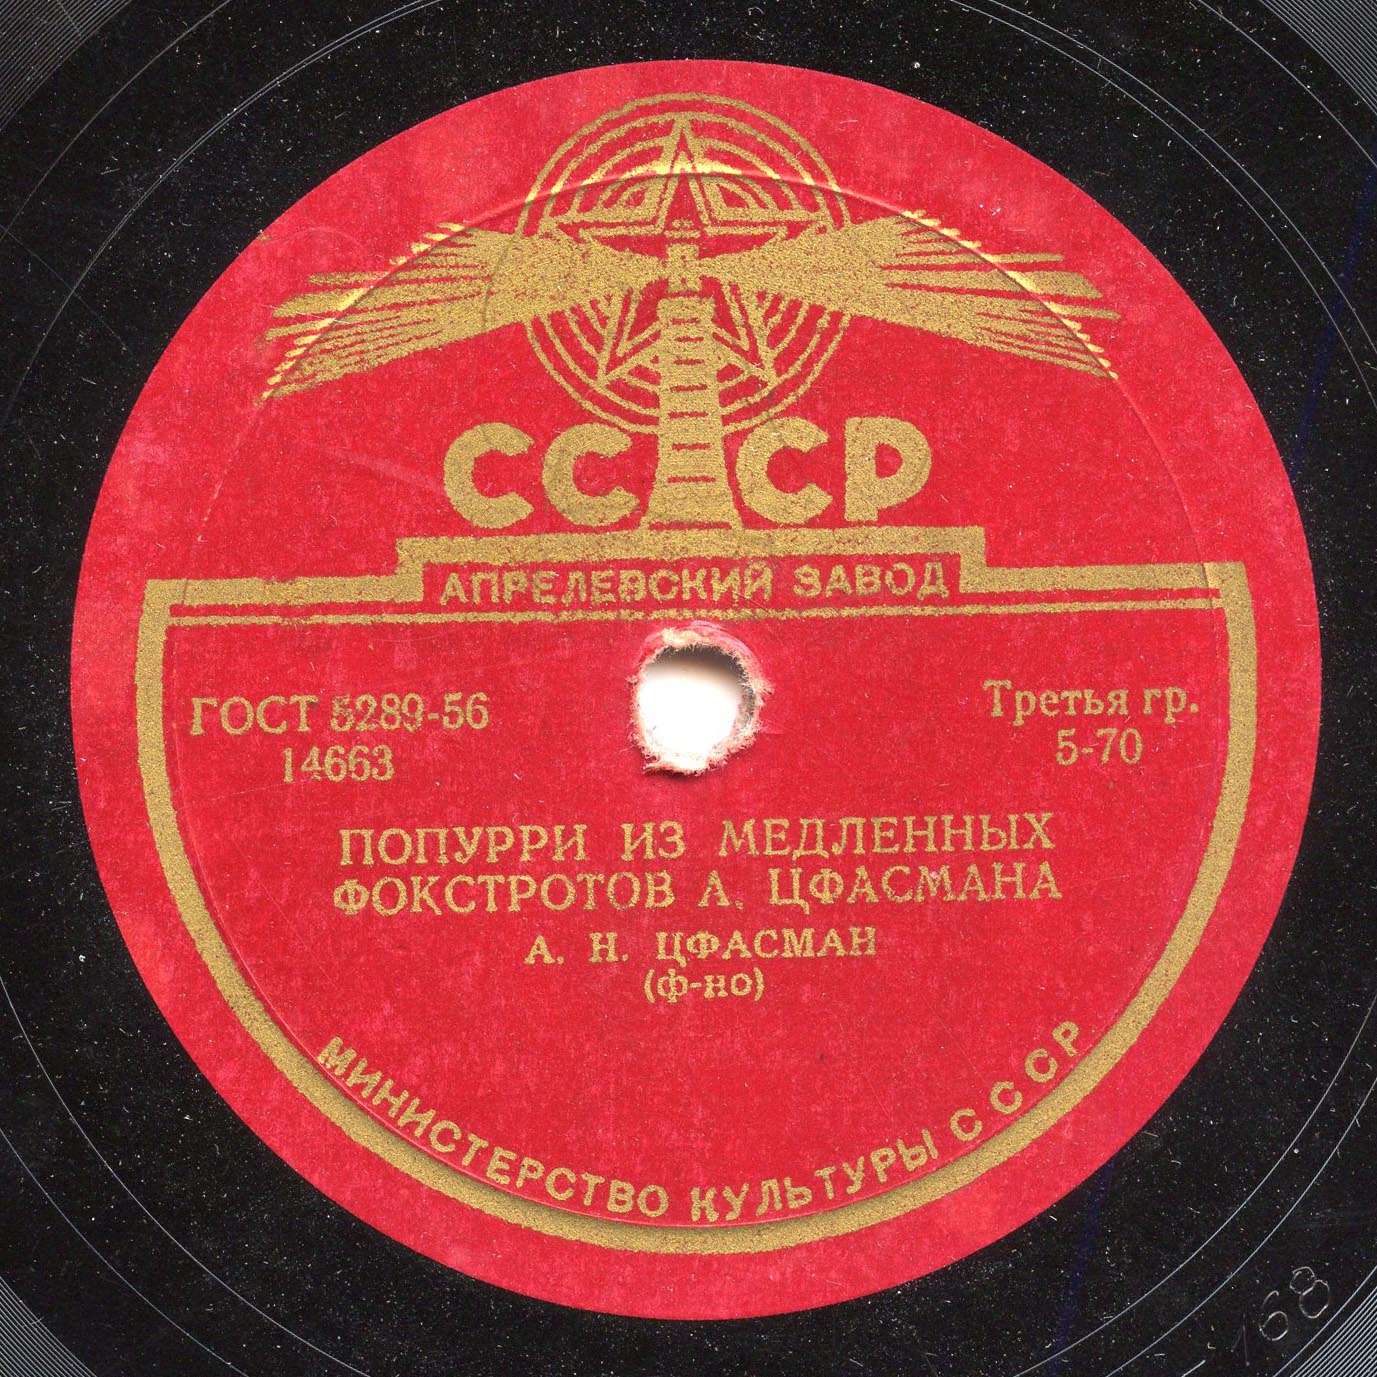 СССР
АПРЕЛЕВСКИЙ ЗАВОД
ГОСТ 5289-56
14663
Третья гр.
5-70
ПОПУРРИ ИЗ МЕДЛЕННЫХ
ФОКСТРОТОВ А. ЦФАСМАНА
А. Н. ЦФАСМАН
(ф-но)
МИНИСТЕРСТВО КУЛЬТУРЫ СССР
168